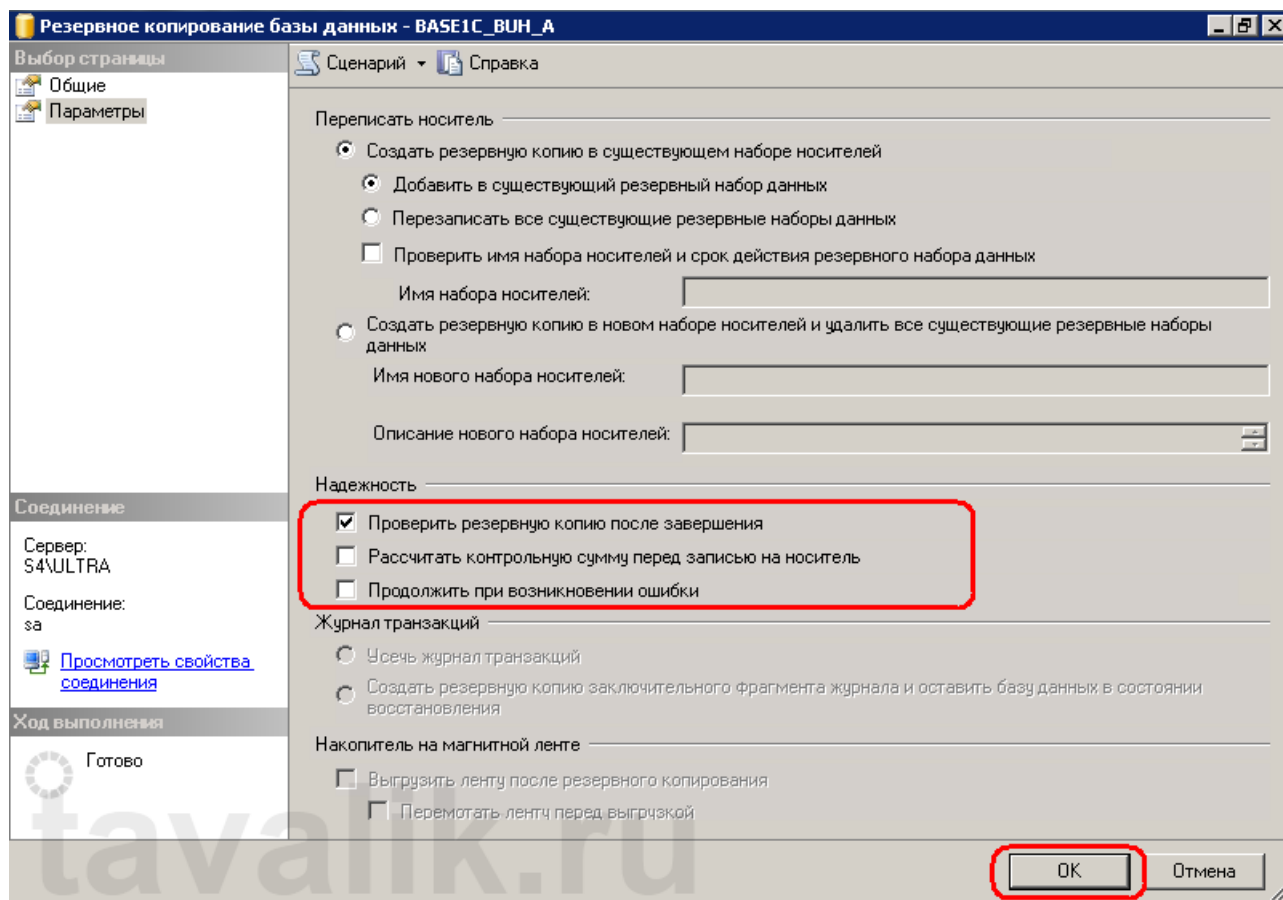 Резервное копирование базы данных - BASE1C_BUH_A
Выбор страницы
Общие
Параметры
Сценарий
Справка
Переписать носитель
Создать резервную копию в существующем наборе носителей
Добавить в существующий резервный набор данных
Перезаписать все существующие резервные наборы данных
Проверить имя набора носителей и срок действия резервного набора данных
Имя набора носителей:
Создать резервную копию в новом наборе носителей и удалить все существующие резервные наборы
данных
Имя нового набора носителей:
Описание нового набора носителей:
Надежность
Проверить резервную копию после завершения
Рассчитать контрольную сумму перед записью на носитель
Продолжить при возникновении ошибки
Журнал транзакций
Усечь журнал транзакций
Создать резервную копию заключительного фрагмента журнала и оставить базу данных в состоянии
восстановления
Накопитель на магнитной ленте
Выгрузить ленту после резервного копирования
Перемотать ленту перед выгрузкой
Соединение
Сервер:
S4\ULTRA
Соединение:
sa
Просмотреть свойства
соединения
Ход выполнения
Готово
tavalik.ru
OK
Отмена